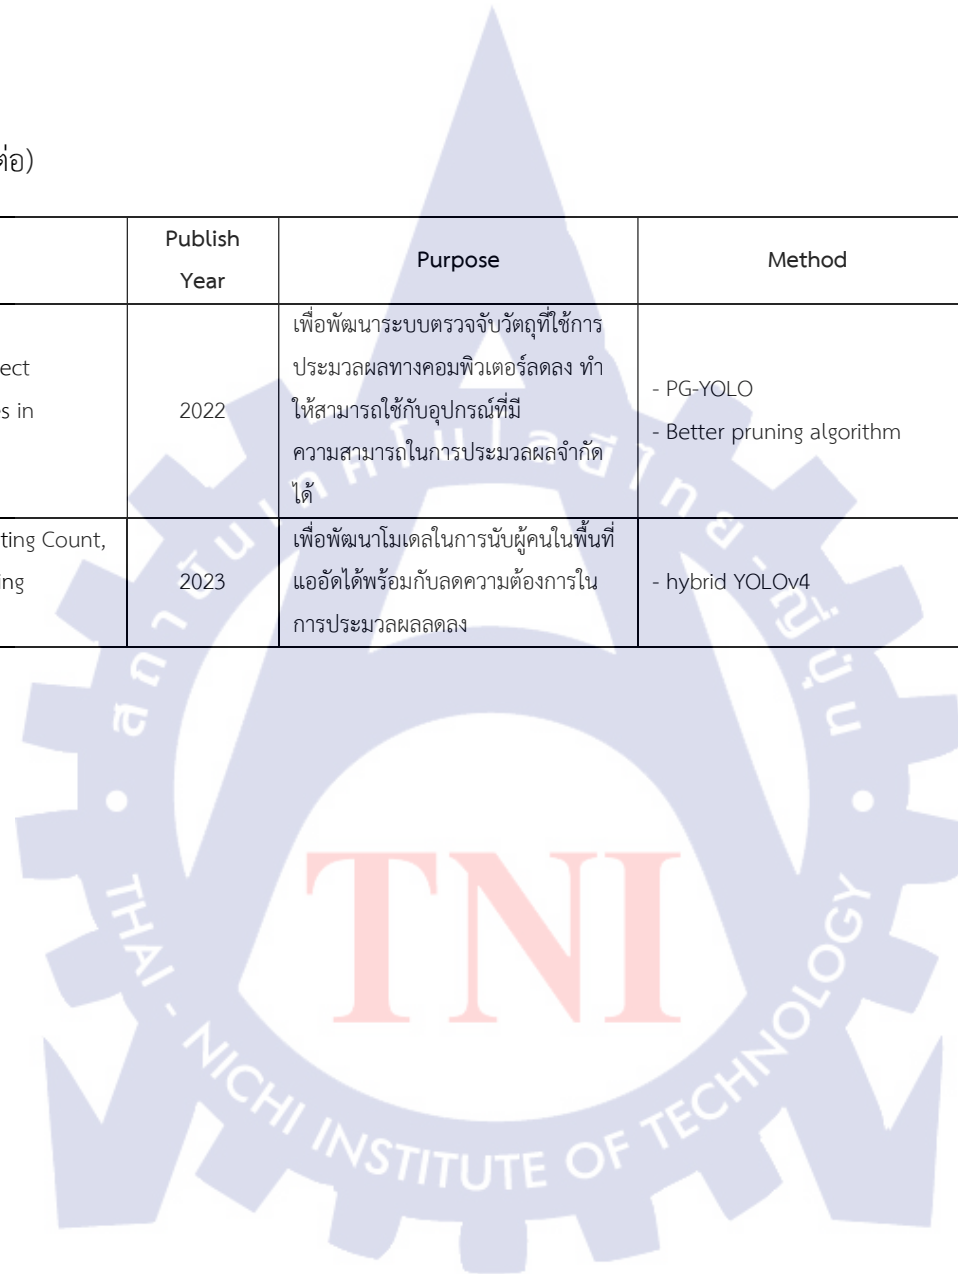 ต่อ)
Publish
Year
Purpose
Method
ect
s in
2022
เพื่อพัฒนาระบบตรวจจับวัตถุที่ใช้การ
ประมวลผลทางคอมพิวเตอร์ลดลง ทำ
ให้สามารถใช้กับอุปกรณ์ที่มี
ความสามารถในการประมวลผลจำกัด
ได้
- PG-YOLO
- Better pruning algorithm
ting Count,
ing
2023
เพื่อพัฒนาโมเดลในการนับผู้คนในพื้นที่
แออัดได้พร้อมกับลดความต้องการใน
การประมวลผลลดลง
- hybrid YOLOv4
สถาบันเทคโนโลยีไทย-ญี่ปุ่น
TNI
THAI - NICHI INSTITUTE OF TECHNOLOGY